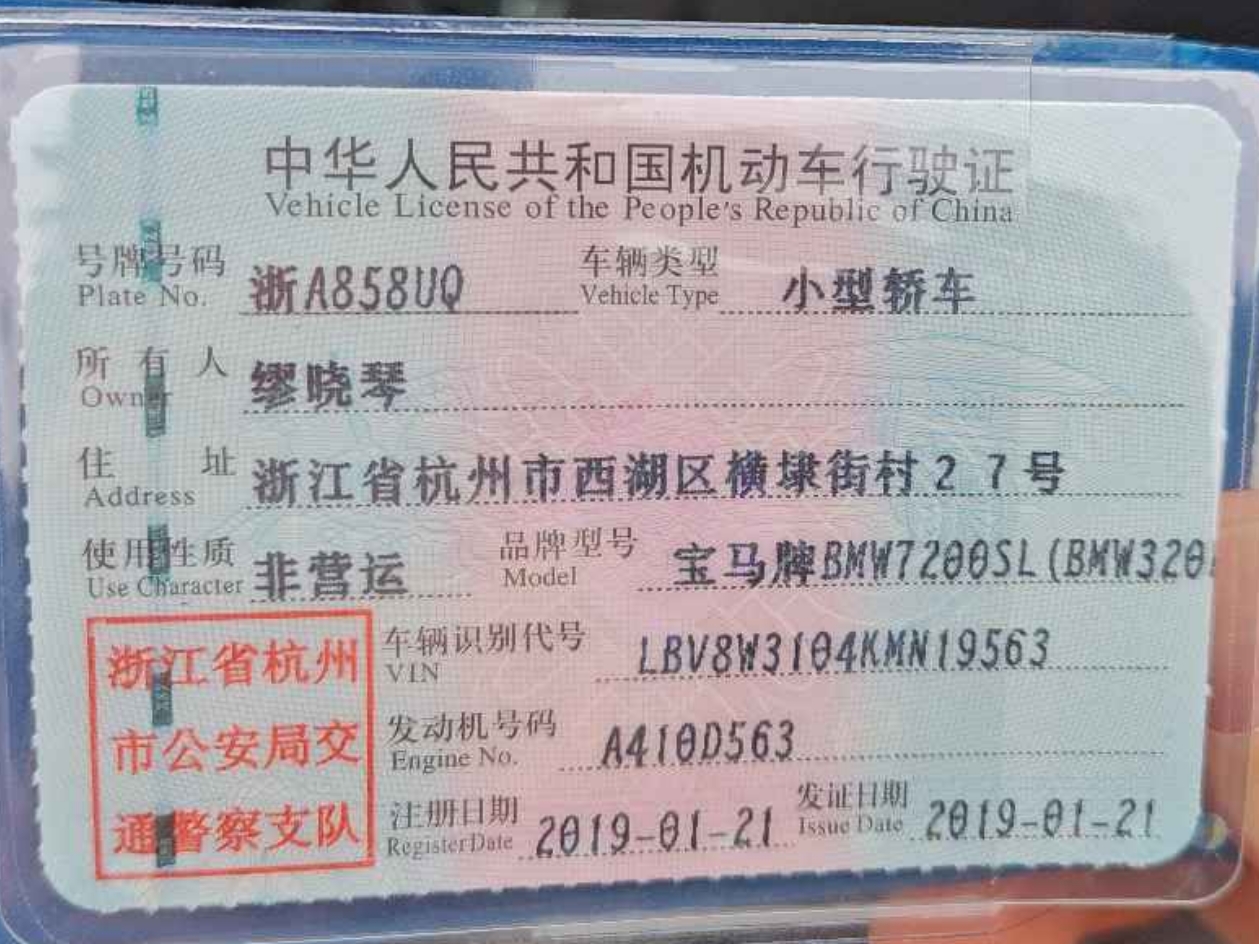 中华人民共和国机动车行驶证
Vehicle License of the People's Republic of China
号牌号码 浙A858UQ 车辆类型 小型轿车
Plate No. Vehicle Type
所有人 缪晓琴
Owner
住址 浙江省杭州市西湖区横埭街村27号
Address
使用性质 非营运 品牌型号 宝马牌BMW7200SL(BMW320
Use Character Model
浙江省杭州
市公安局交
通警察支队
车辆识别代号 LBV8W3104KMN19563
VIN
发动机号码 A410D563
Engine No.
注册日期 2019-01-21 发证日期 2019-01-21
Register Date Issue Date